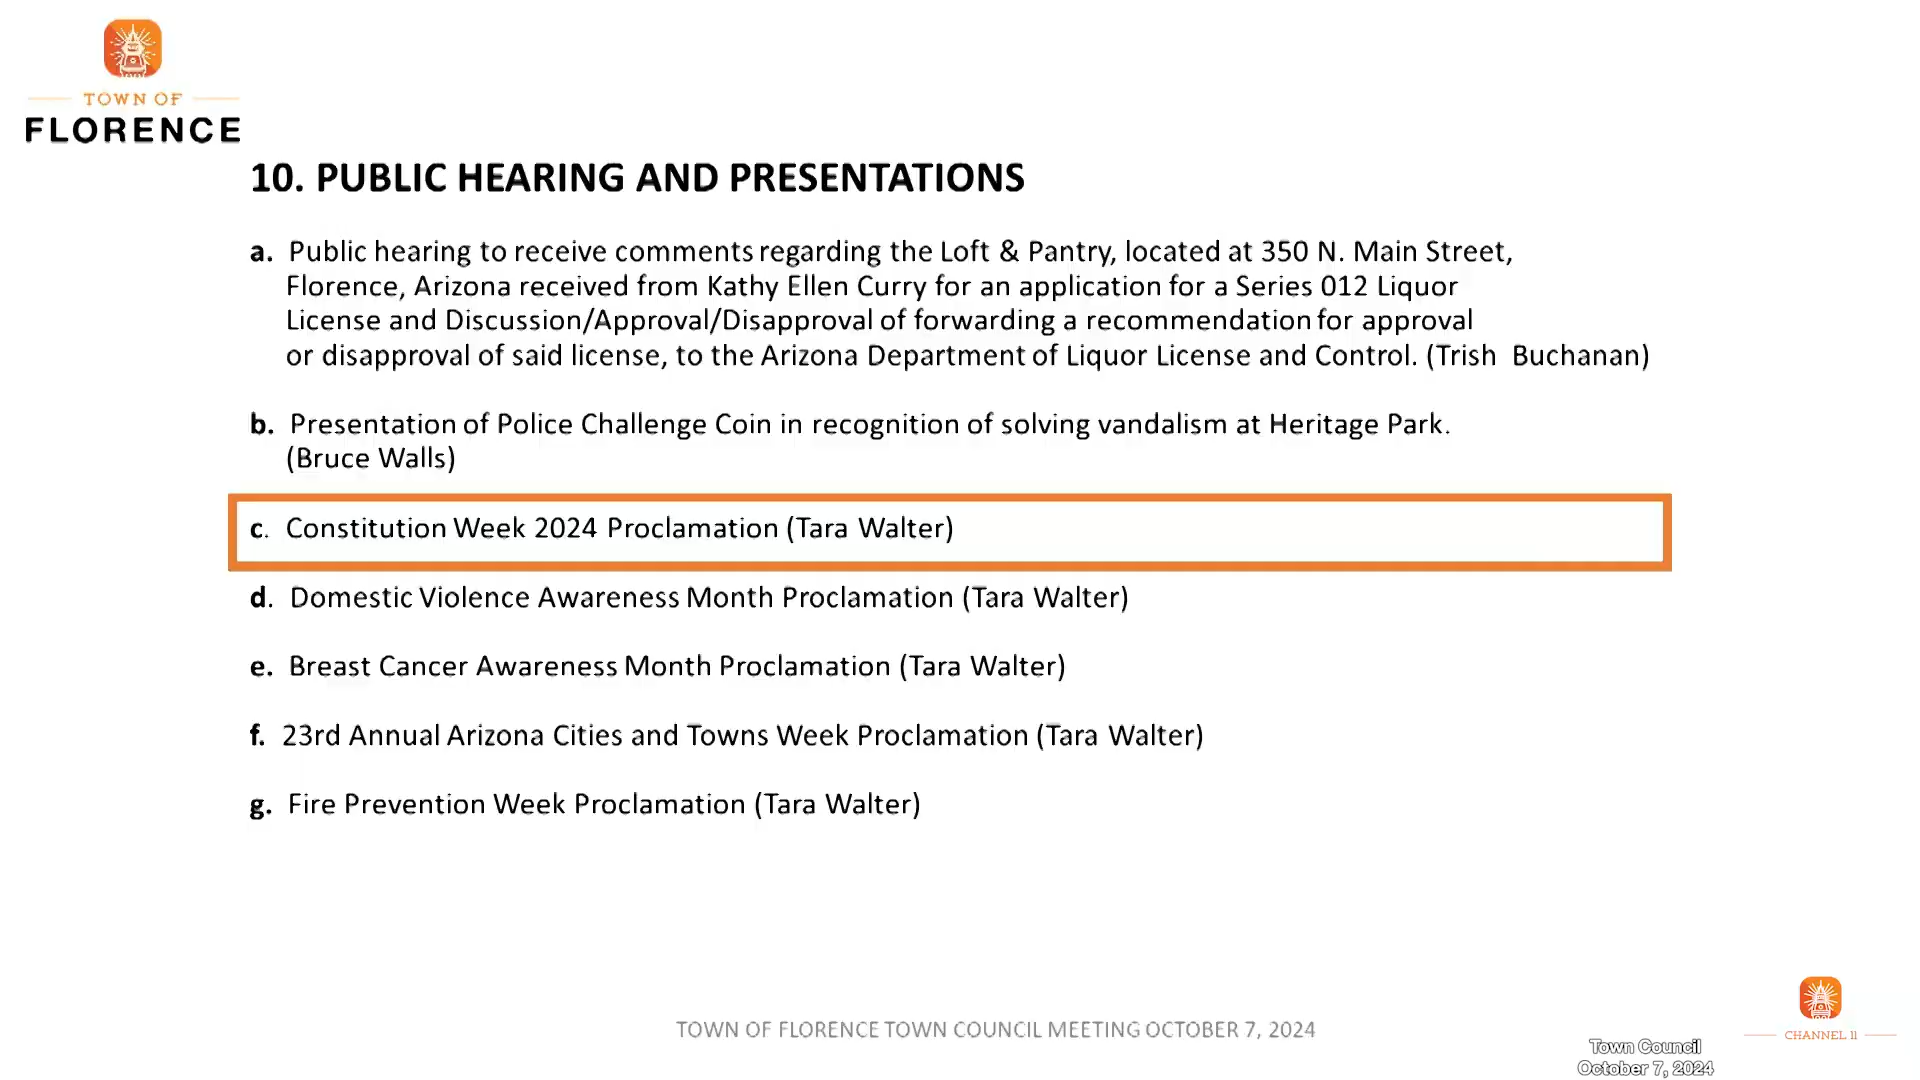 TOWN OF
FLORENCE
10. PUBLIC HEARING AND PRESENTATIONS
a. Public hearing to receive comments regarding the Loft & Pantry, located at 350 N. Main Street,
Florence, Arizona received from Kathy Ellen Curry for an application for a Series 012 Liquor
License and Discussion/Approval/Disapproval of forwarding a recommendation for approval
or disapproval of said license, to the Arizona Department of Liquor License and Control. (Trish Buchanan)
b. Presentation of Police Challenge Coin in recognition of solving vandalism at Heritage Park.
(Bruce Walls)
c. Constitution Week 2024 Proclamation (Tara Walter)
d. Domestic Violence Awareness Month Proclamation (Tara Walter)
e. Breast Cancer Awareness Month Proclamation (Tara Walter)
f. 23rd Annual Arizona Cities and Towns Week Proclamation (Tara Walter)
g. Fire Prevention Week Proclamation (Tara Walter)
TOWN OF FLORENCE TOWN COUNCIL MEETING OCTOBER 7, 2024
CHANNEL 11
Town Council
October 7, 2024